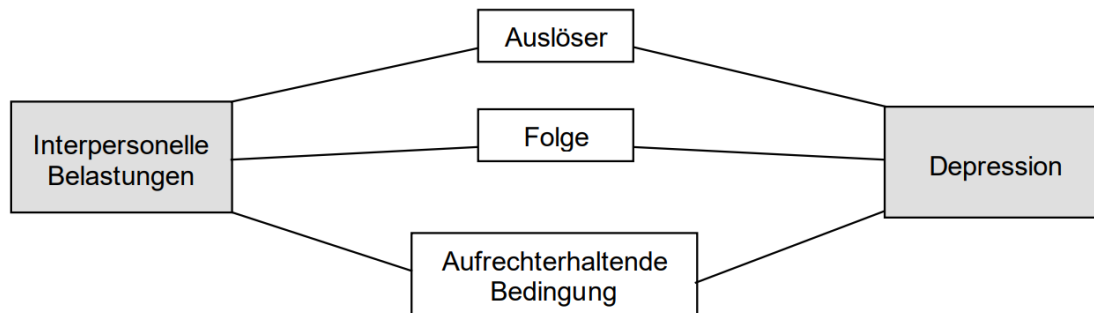 Auslöser
Interpersonelle
Belastungen
Folge
Depression
Aufrechterhaltende
Bedingung